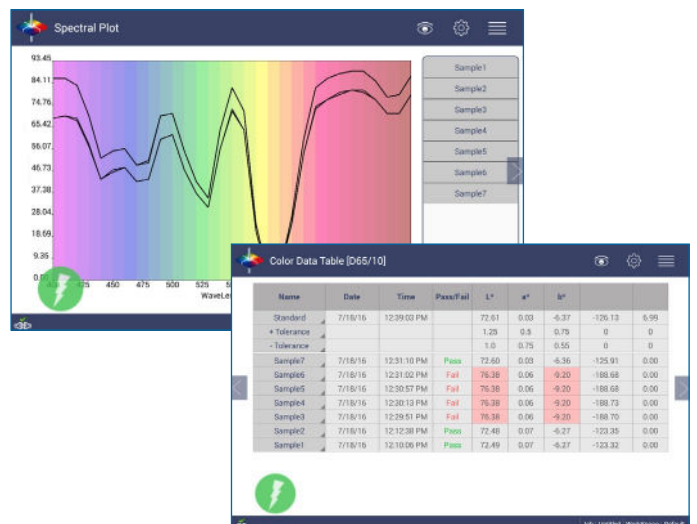 Spectral Plot
93.45
84.11
74.76
65.42
56.07
46.73
37.38
28.04
18.69
9.35
425 450 475 500 525
Sample1
Sample2
Sample3
Sample4
Sample5
Sample6
Sample7
Color Data Table [D65/10]
Name Date Time Pass/Fail L* a* b*
Standard 7/18/16 12:39:03 PM 72.61 0.03 -6.37 -126.13 6.99
+ Tolerance 1.25 0.5 0.75 0 0
- Tolerance 1.0 0.75 0.55 0 0
Sample7 7/18/16 12:31:10 PM Pass 72.60 0.03 -6.36 -125.91 0.00
Sample6 7/18/16 12:31:02 PM Fail 76.38 0.06 -9.20 -188.68 0.00
Sample5 7/18/16 12:30:57 PM Fail 76.38 0.06 -9.20 -188.68 0.00
Sample4 7/18/16 12:30:13 PM Fail 76.38 0.06 -9.20 -188.73 0.00
Sample3 7/18/16 12:29:51 PM Fail 76.38 0.06 -9.20 -188.70 0.00
Sample2 7/18/16 12:12:38 PM Pass 72.48 0.07 -6.27 -123.35 0.00
Sample1 7/18/16 12:10:06 PM Pass 72.49 0.07 -6.27 -123.32 0.00